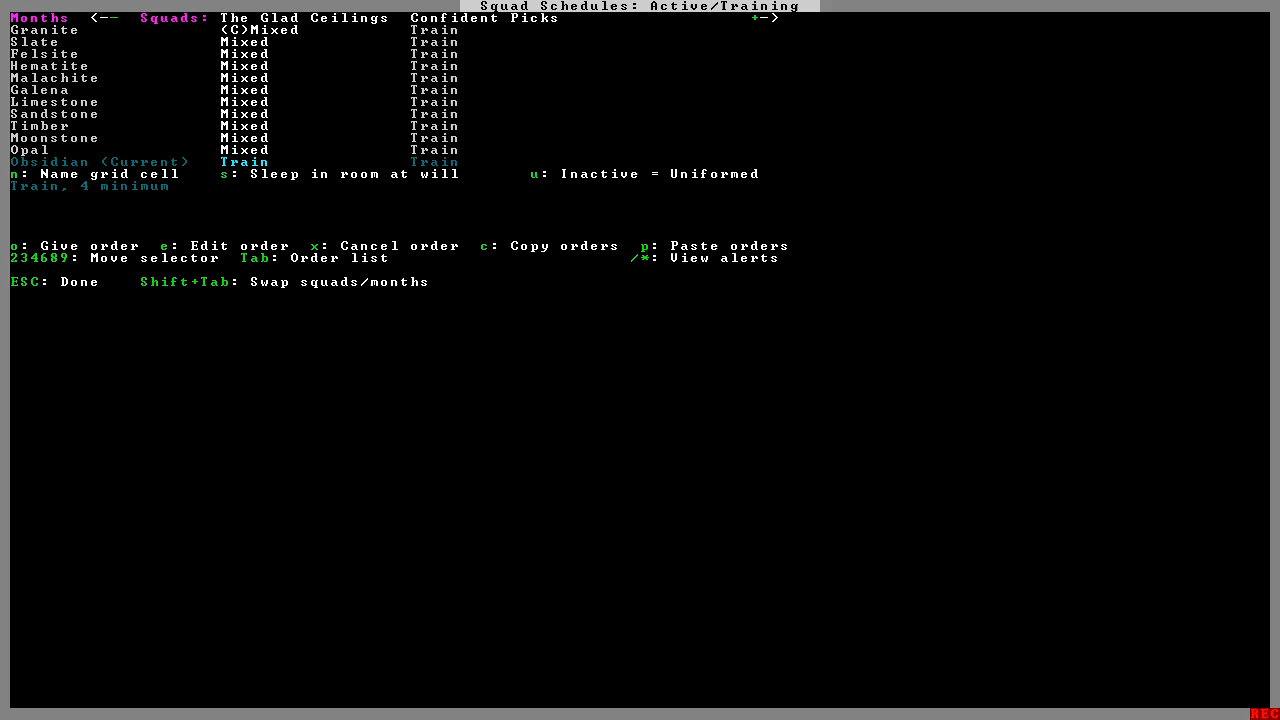 Squad Schedules: Active/Training
Months <-- Squads: The Glad Ceilings Confident Picks +->
Granite (C)Mixed Train
Slate Mixed Train
Felsite Mixed Train
Hematite Mixed Train
Malachite Mixed Train
Galena Mixed Train
Limestone Mixed Train
Sandstone Mixed Train
Timber Mixed Train
Moonstone Mixed Train
Opal Mixed Train
Obsidian (Current) Train Train
n: Name grid cell s: Sleep in room at will u: Inactive = Uniformed
Train, 4 minimum
o: Give order e: Edit order x: Cancel order c: Copy orders p: Paste orders
234689: Move selector Tab: Order list /*: View alerts
ESC: Done Shift+Tab: Swap squads/months
REC